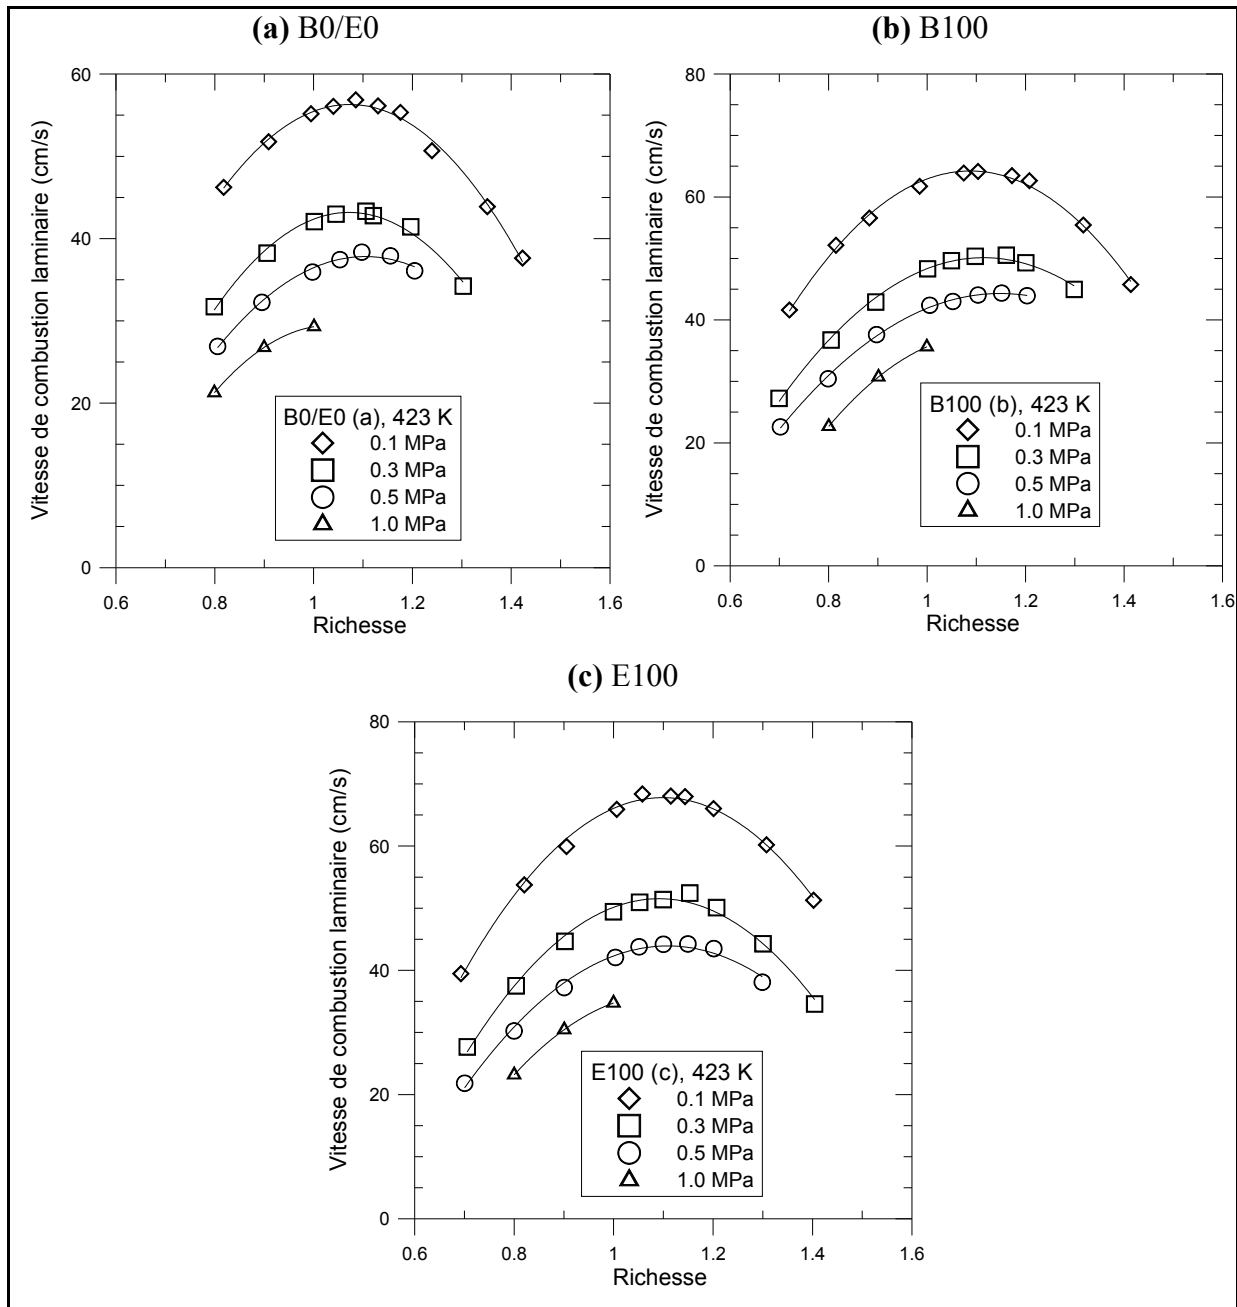 (a) B0/E0
60
40
20
0
0.6 0.8 1 1.2 1.4 1.6
Richesse
Vitesse de combustion laminaire (cm/s)
B0/E0 (a), 423 K
0.1 MPa
0.3 MPa
0.5 MPa
1.0 MPa
(b) B100
80
60
40
20
0
0.6 0.8 1 1.2 1.4 1.6
Richesse
Vitesse de combustion laminaire (cm/s)
B100 (b), 423 K
0.1 MPa
0.3 MPa
0.5 MPa
1.0 MPa
(c) E100
80
60
40
20
0
0.6 0.8 1 1.2 1.4 1.6
Richesse
Vitesse de combustion laminaire (cm/s)
E100 (c), 423 K
0.1 MPa
0.3 MPa
0.5 MPa
1.0 MPa